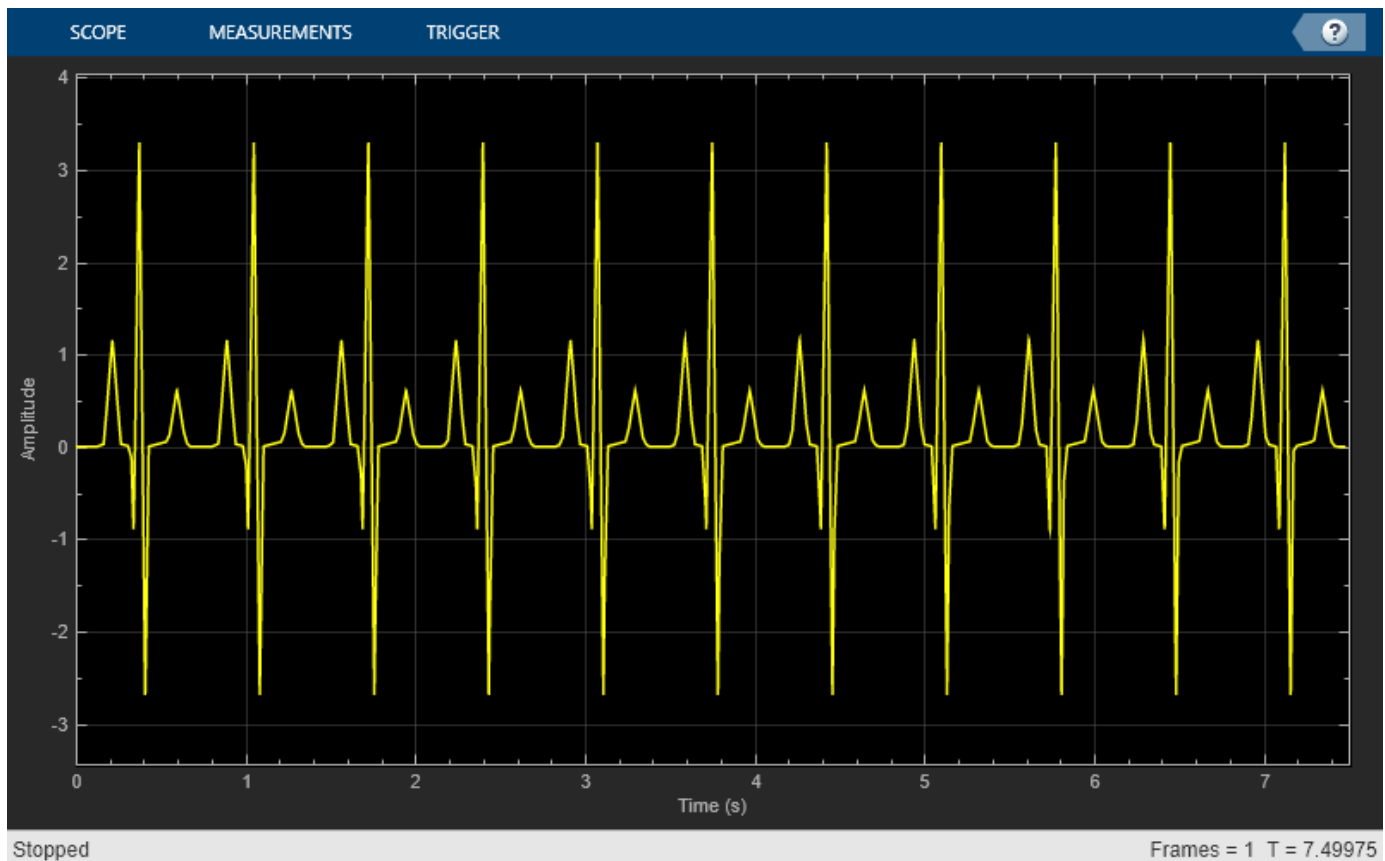 SCOPE MEASUREMENTS TRIGGER ?
4
3
2
1
0
-1
-2
-3
Amplitude
0 1 2 3 4 5 6 7
Time (s)
Stopped Frames = 1 T = 7.49975